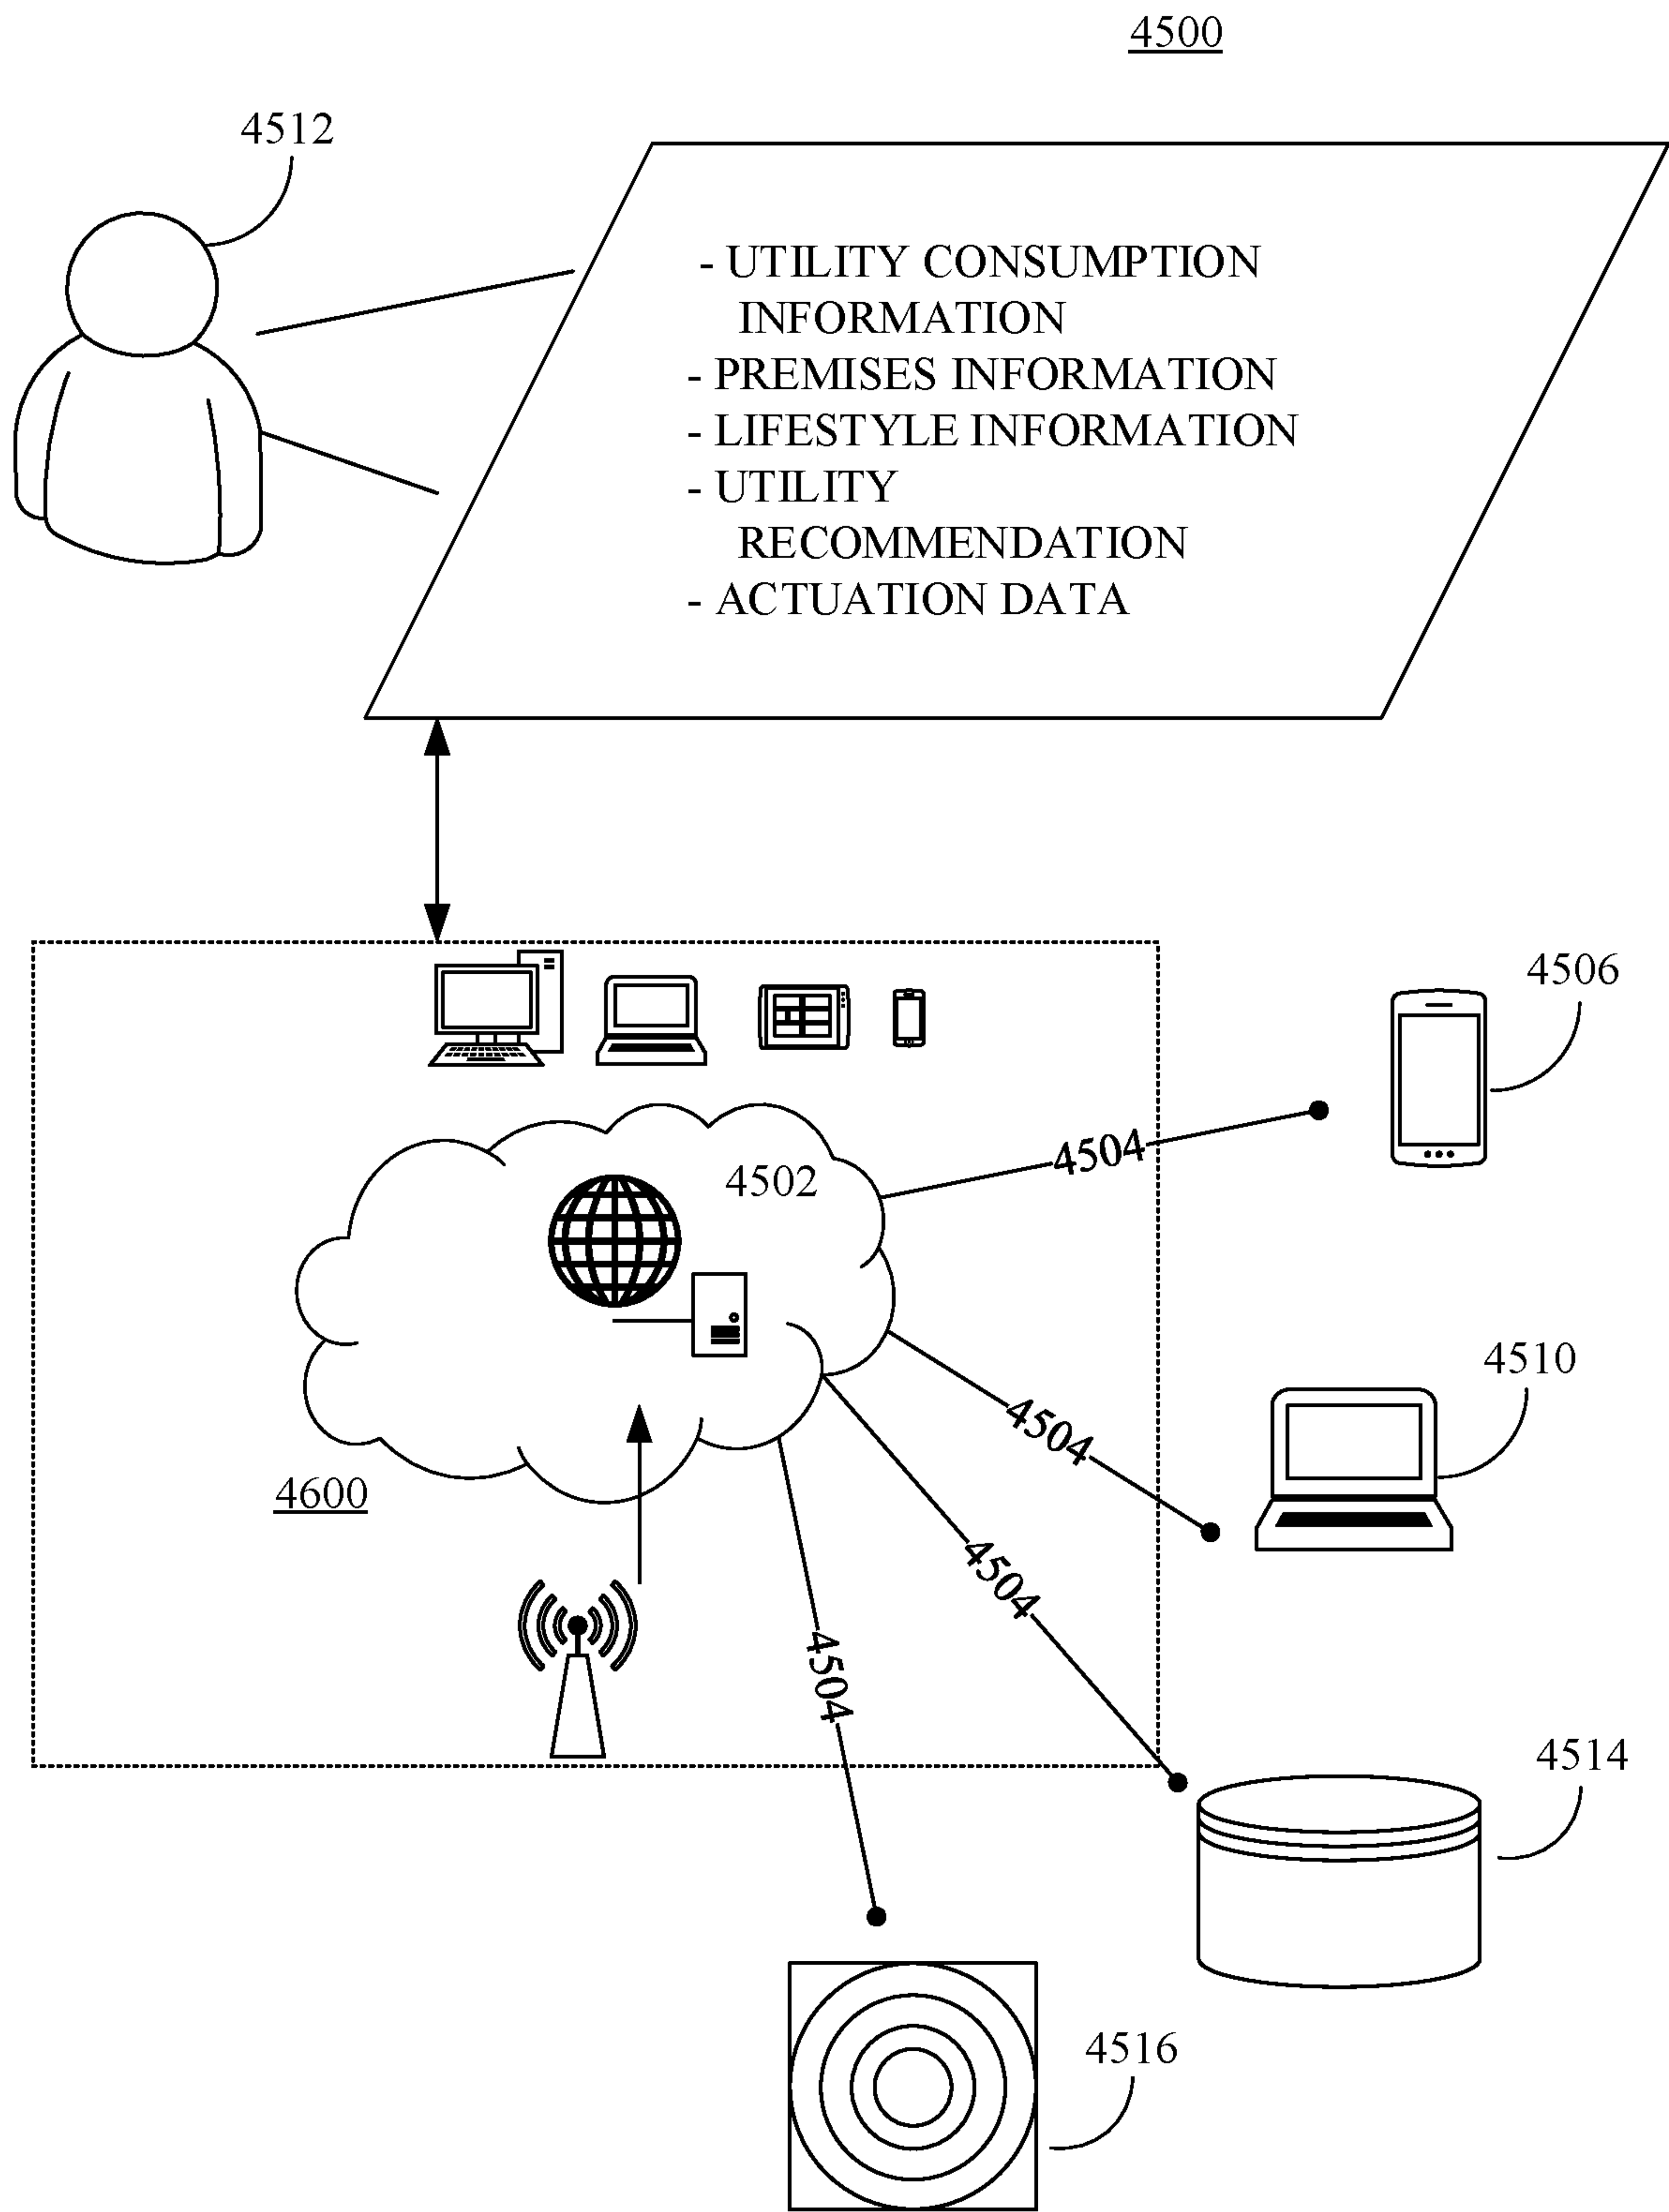 4500
4512
- UTILITY CONSUMPTION
INFORMATION
- PREMISES INFORMATION
- LIFESTYLE INFORMATION
- UTILITY
RECOMMENDATION
- ACTUATION DATA
4506
4504
4502
4510
4504
4600
4504
4504
4514
4516